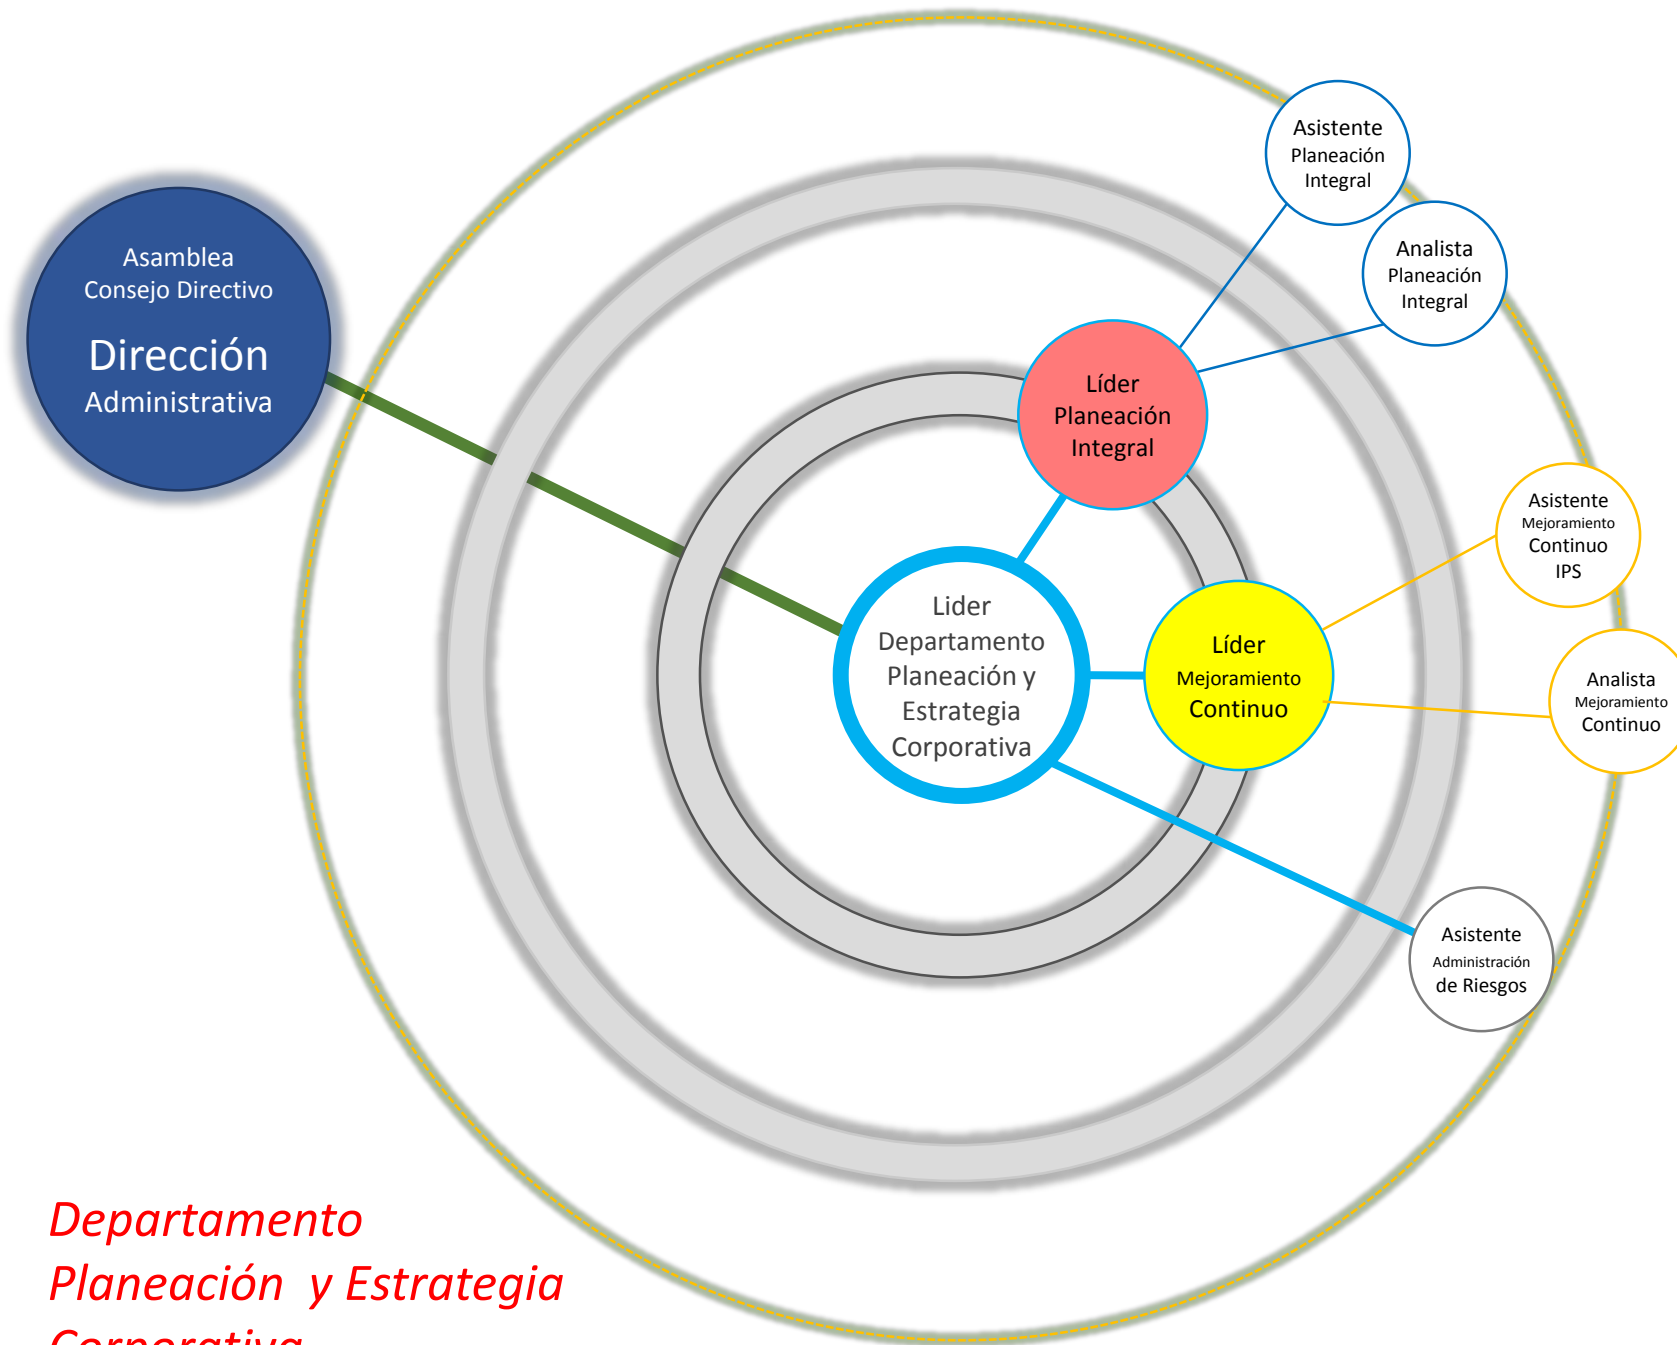 Asamblea
Consejo Directivo
Dirección
Administrativa
Asistente
Planeación
Integral
Analista
Planeación
Integral
Líder
Planeación
Integral
Asistente
Mejoramiento
Continuo
IPS
Lider
Departamento
Planeación y
Estrategia
Corporativa
Líder
Mejoramiento
Continuo
Analista
Mejoramiento
Continuo
Asistente
Administración
de Riesgos
Departamento
Planeación y Estrategia
Corporativa